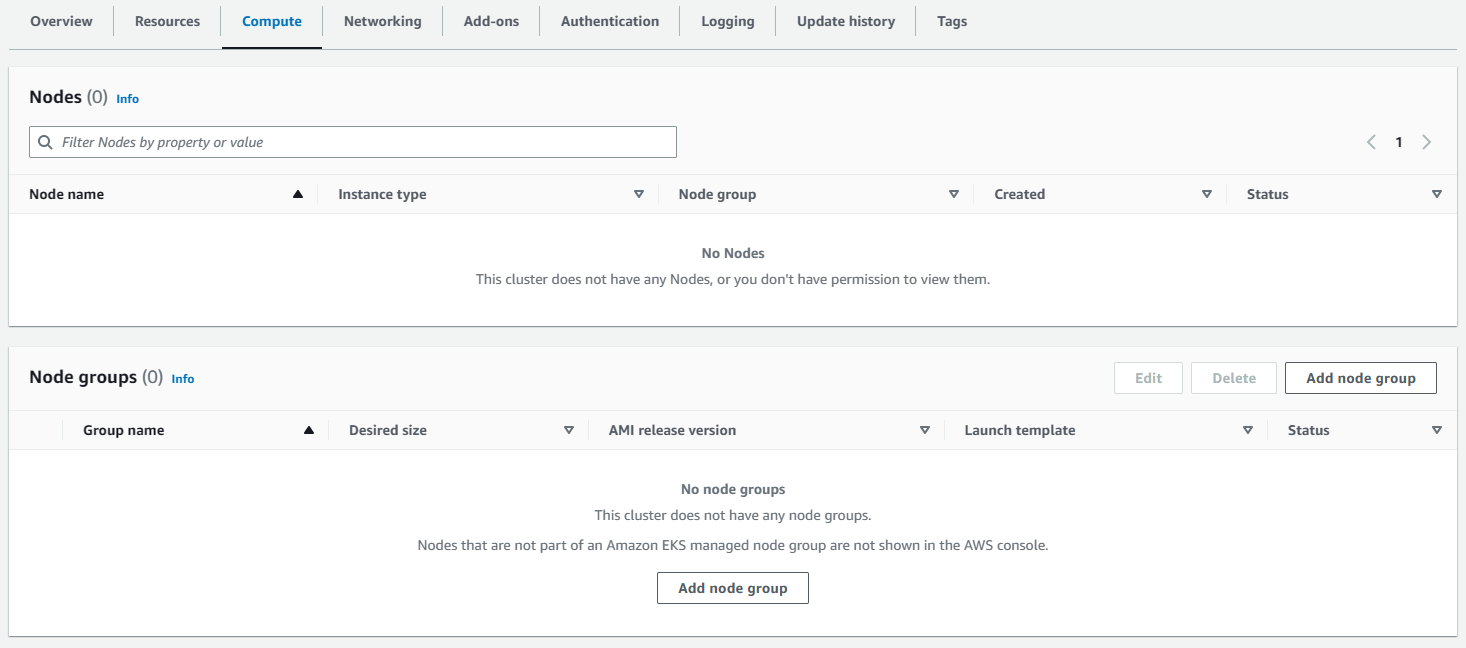 Overview Resources Compute Networking Add-ons Authentication Logging Update history Tags
Nodes (0) Info
Filter Nodes by property or value
1
Node name Instance type Node group Created Status
No Nodes
This cluster does not have any Nodes, or you don't have permission to view them.
Node groups (0) Info Edit Delete Add node group
Group name Desired size AMI release version Launch template Status
No node groups
This cluster does not have any node groups.
Nodes that are not part of an Amazon EKS managed node group are not shown in the AWS console.
Add node group